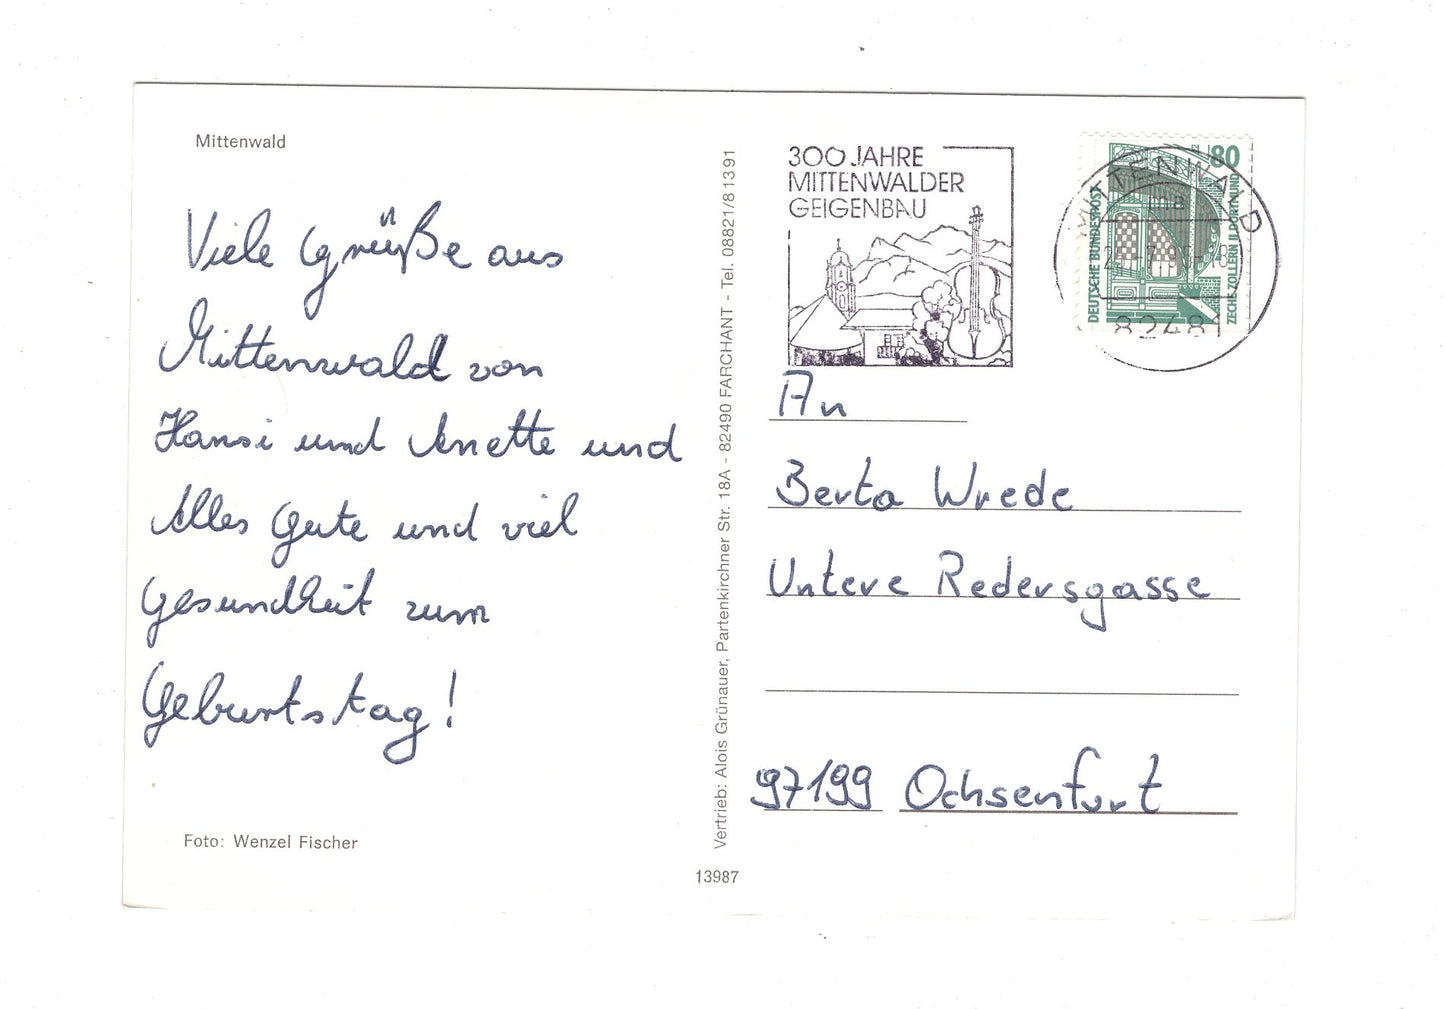 Mittenwald
Viele Grüße aus
Mittenwald von
Hansi und Anette und
Alles Gute und viel
Gesundheit zum
Geburtstag!
Foto: Wenzel Fischer
Vertrieb: Alois Grünauer, Partenkirchner Str. 18A - 82490 FARCHANT - Tel. 08821/81391
13987
300 JAHRE
MITTENWALDER
GEIGENBAU
80
DEUTSCHE BUNDESPOST
ZECHE ZOLLERN II DORTMUND
MITTENWALD
82481
An
Berta Wrede
Untere Redersgasse
97199 Ochsenfurt